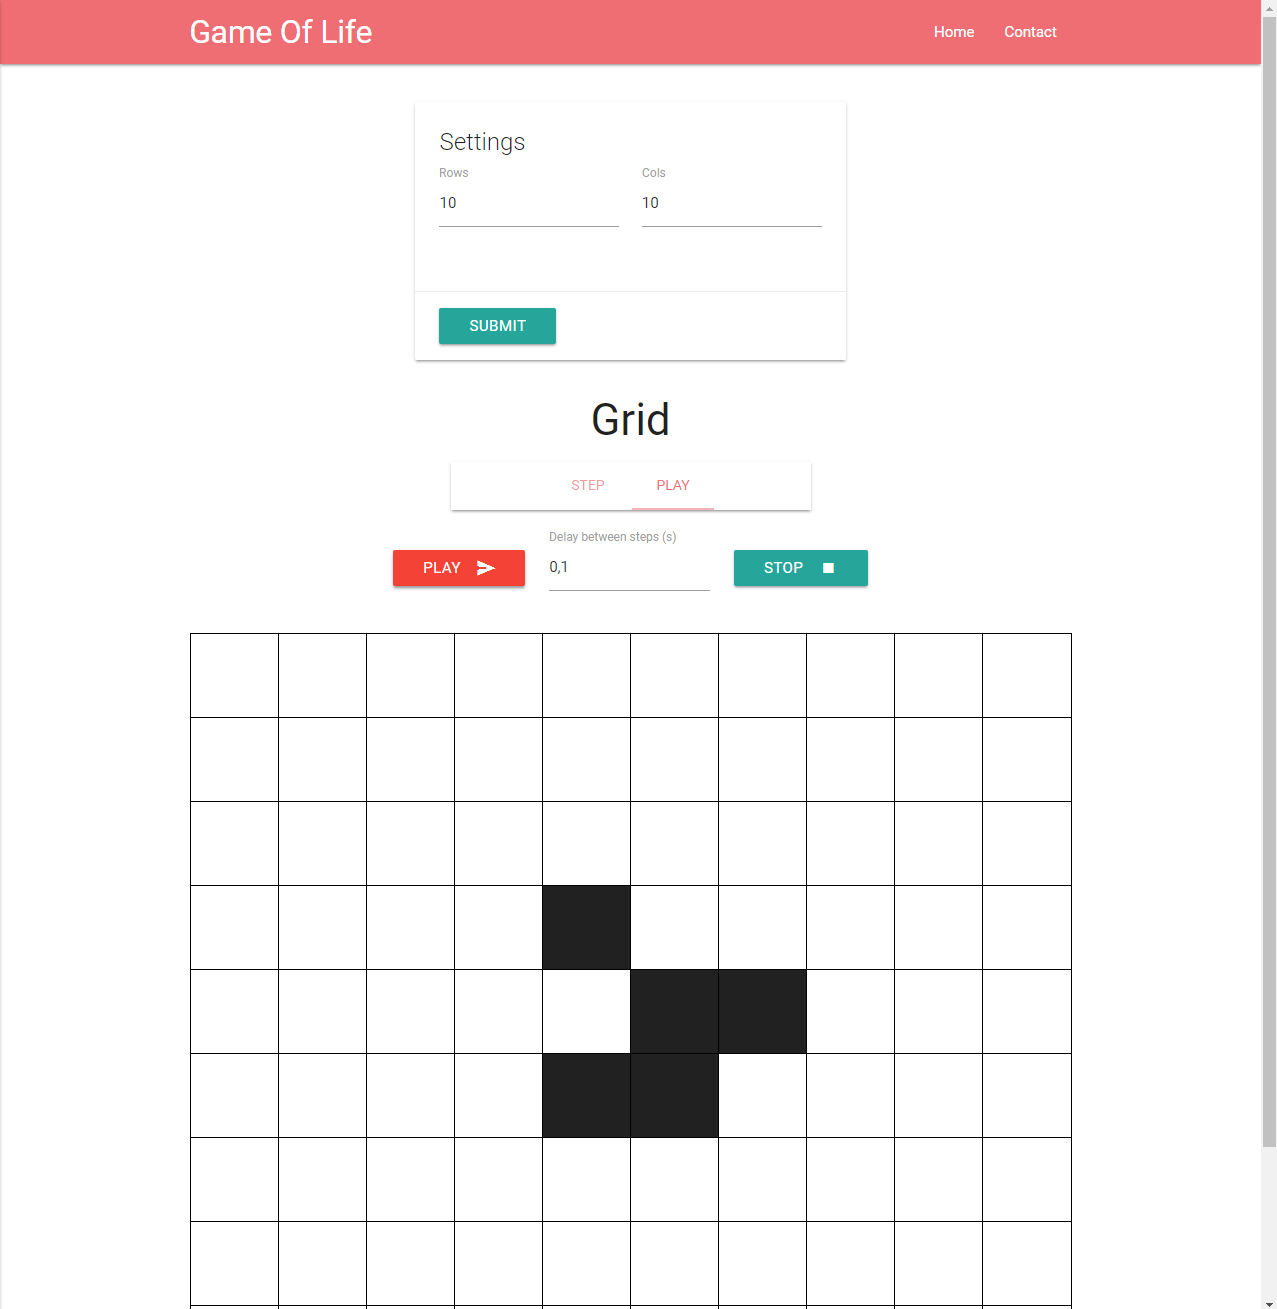 Game Of Life
Home Contact
Settings
Rows Cols
10 10
SUBMIT
Grid
STEP PLAY
Delay between steps (s)
PLAY 0,1 STOP